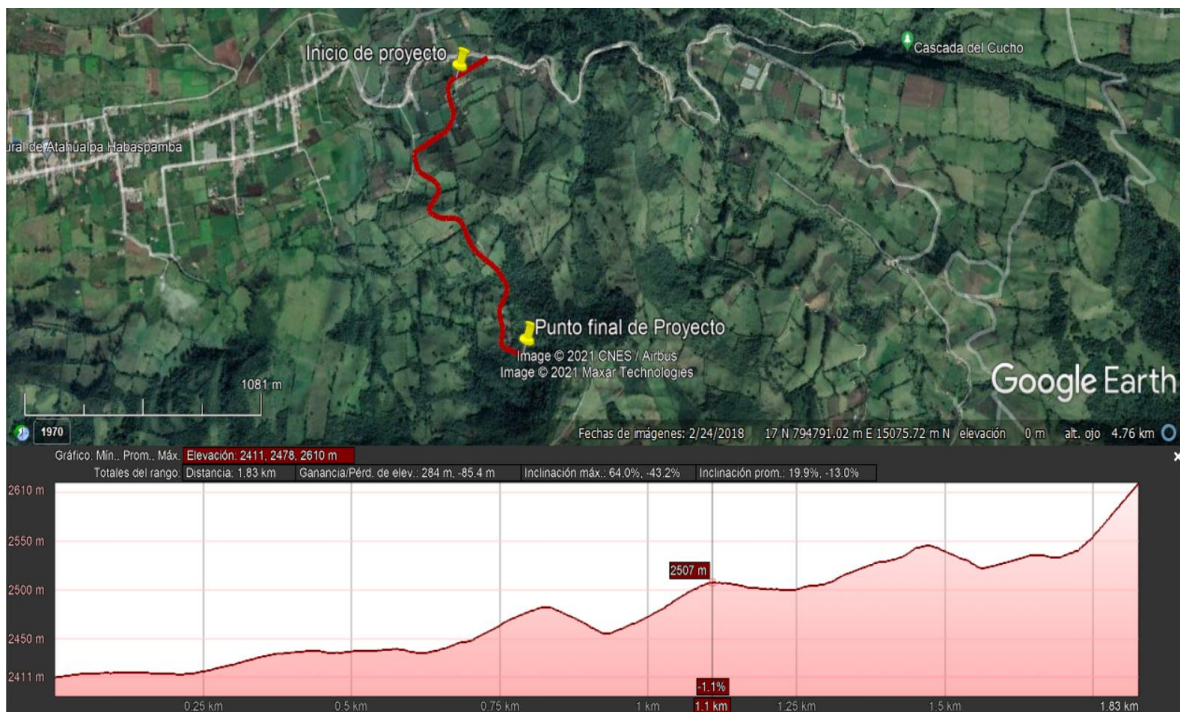 Inicio de proyecto
Cascada del Cucho
ural de Atahualpa Habaspamba
Punto final de Proyecto
Image © 2021 CNES / Airbus
Image © 2021 Maxar Technologies
1081 m
Google Earth
1970
Fechas de imágenes: 2/24/2018 17 N 794791.02 m E 15075.72 m N elevación 0 m alt. ojo 4.76 km
Gráfico: Mín., Prom., Máx. Elevación: 2411, 2478, 2610 m
Totales del rango: Distancia: 1.83 km Ganancia/Pérd. de elev.: 284 m, -85.4 m Inclinación máx.: 64.0%, -43.2% Inclinación prom.: 19.9%, -13.0%
2610 m
2550 m
2507 m
2500 m
2450 m
2411 m
-1.1%
0.25 km 0.5 km 0.75 km 1 km 1.1 km 1.25 km 1.5 km 1.83 km